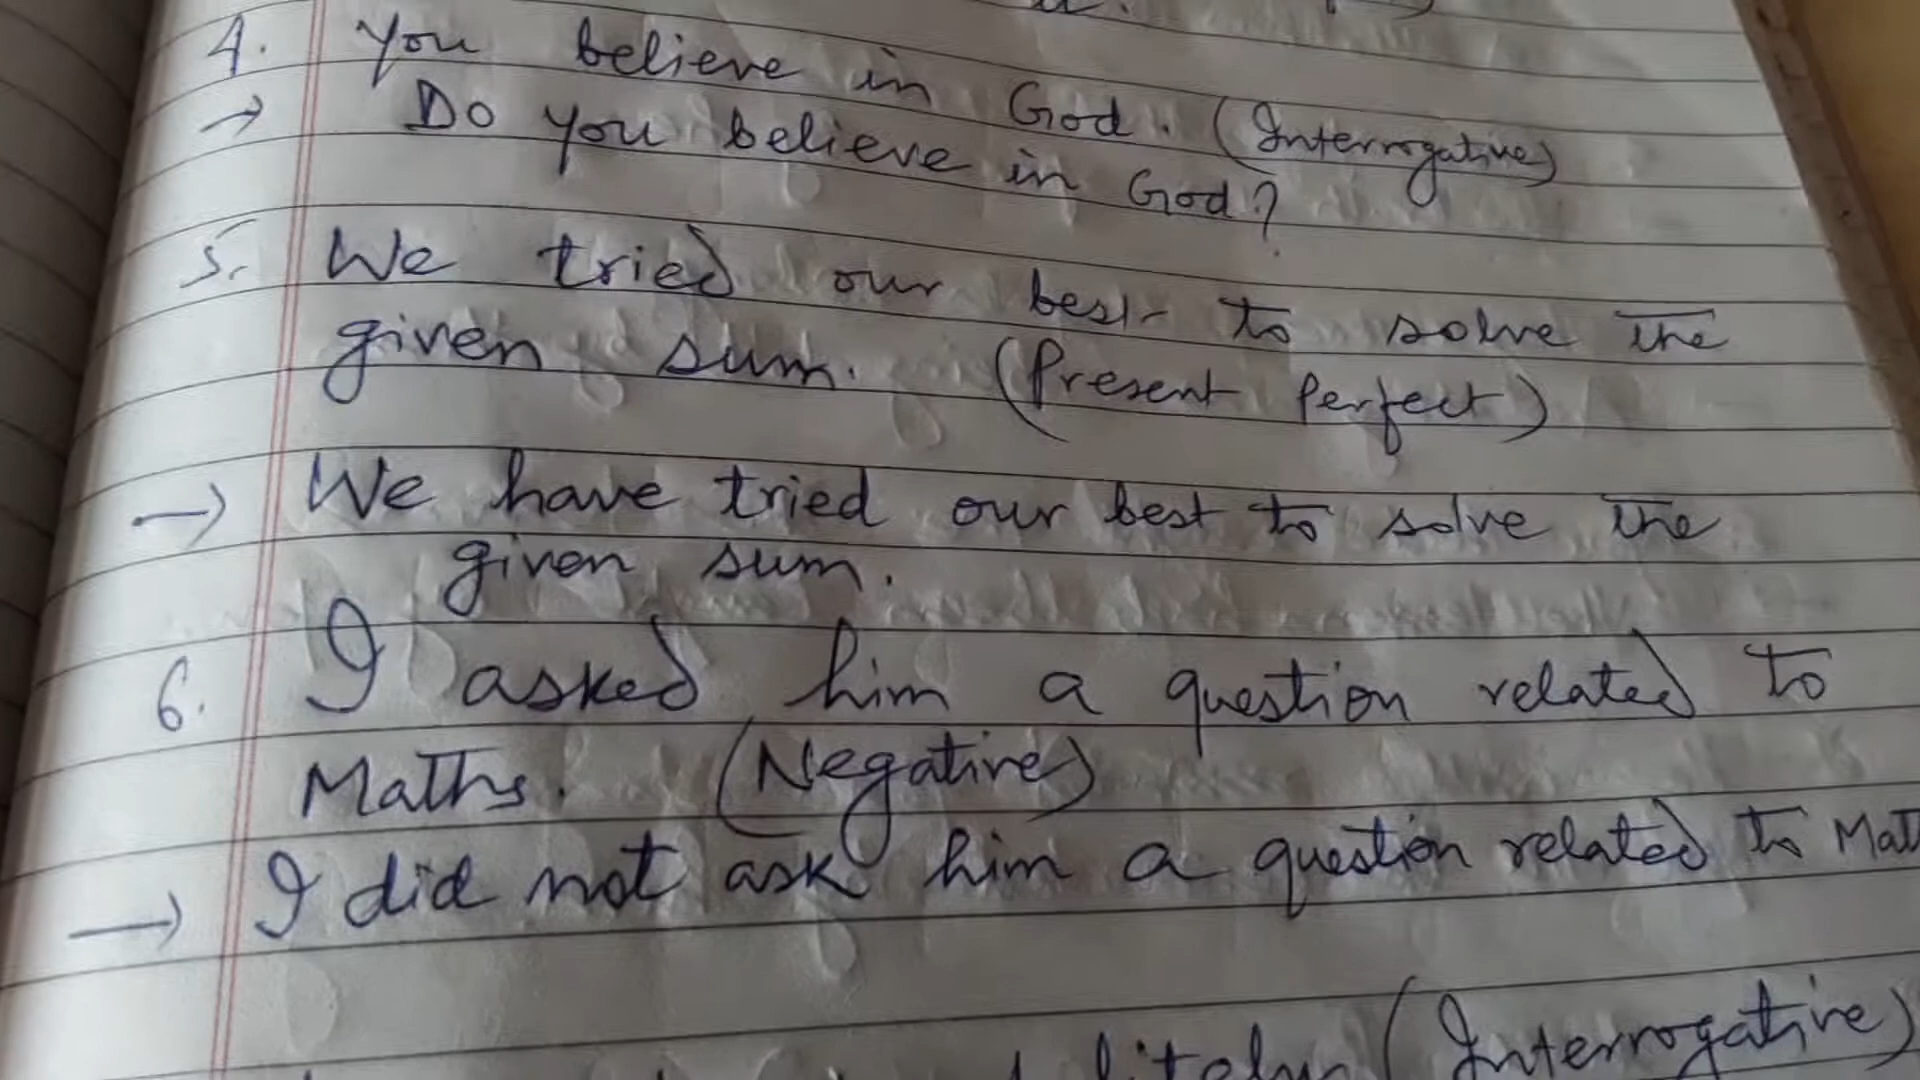 4. You believe in God. (Interrogative)
→ Do you believe in God?
5. We tried our best to solve the
given sum. (Present Perfect)
→ We have tried our best to solve the
given sum.
6. I asked him a question related to
Maths. (Negative)
→ I did not ask him a question related to Mat
(Interrogative)